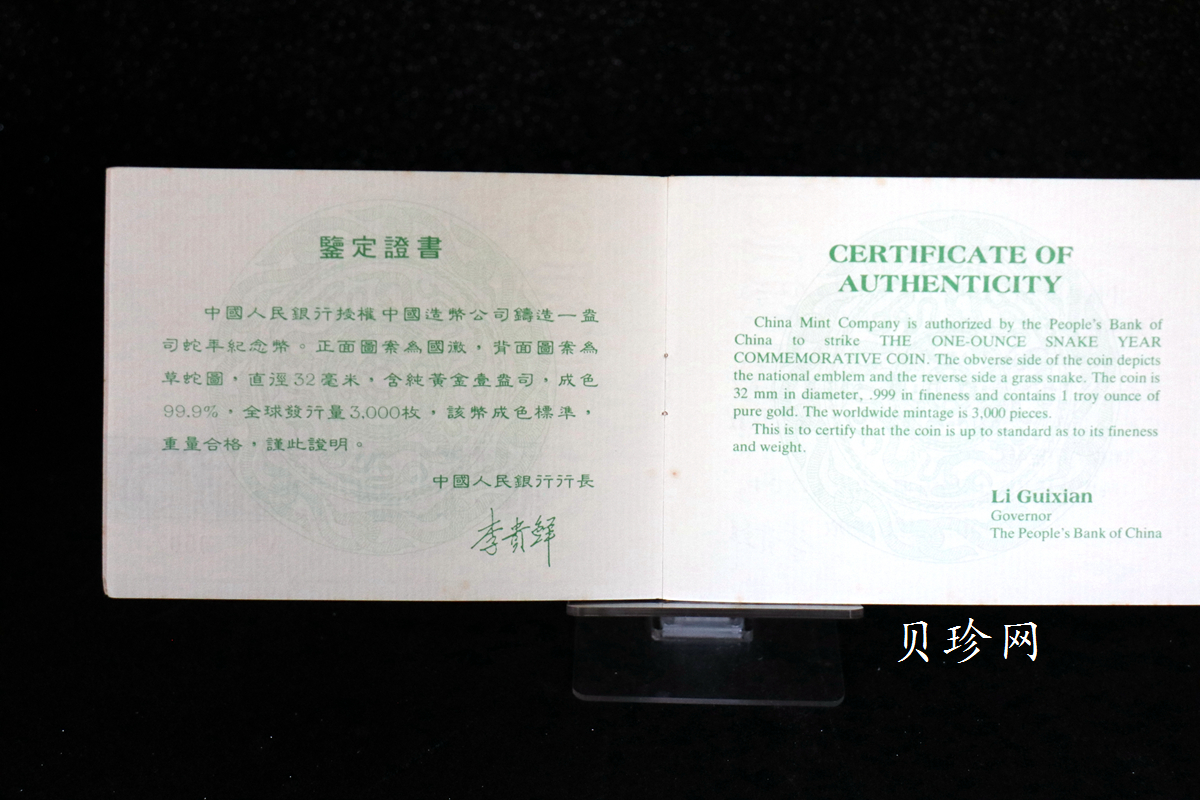 鑒定證書
中國人民銀行授權中國造幣公司鑄造一盎
司蛇年紀念幣。正面圖案為國徽，背面圖案為
草蛇圖，直徑32毫米，含純黃金壹盎司，成色
99.9%，全球發行量3,000枚，該幣成色標準，
重量合格，謹此說明。
中國人民銀行行長
李貴鮮
CERTIFICATE OF
AUTHENTICITY
China Mint Company is authorized by the People's Bank of
China to strike THE ONE-OUNCE SNAKE YEAR
COMMEMORATIVE COIN. The obverse side of the coin depicts
the national emblem and the reverse side a grass snake. The coin is
32 mm in diameter, .999 in fineness and contains 1 troy ounce of
pure gold. The worldwide mintage is 3,000 pieces.
This is to certify that the coin is up to standard as to its fineness
and weight.
Li Guixian
Governor
The People's Bank of China
贝珍网